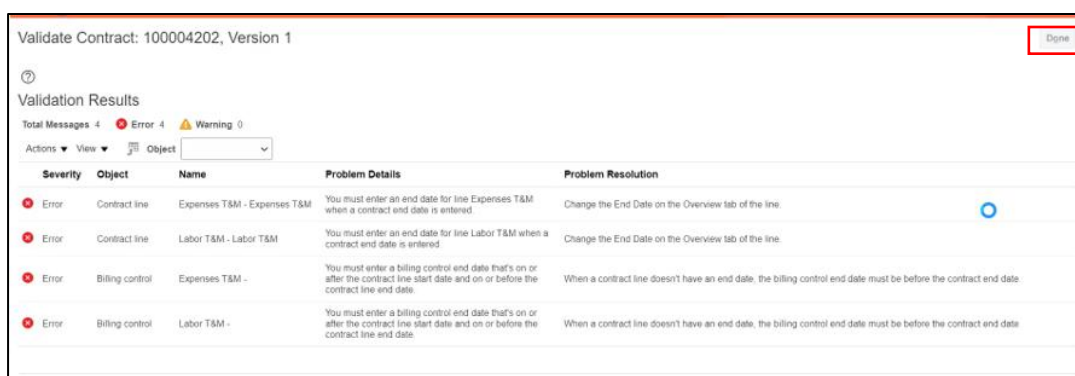 Validate Contract: 100004202, Version 1
Done
Validation Results
Total Messages 4 Error 4 Warning 0
Actions View Object
Severity Object Name Problem Details Problem Resolution
Error Contract line Expenses T&M - Expenses T&M You must enter an end date for line Expenses T&M Change the End Date on the Overview tab of the line.
when a contract end date is entered.
Error Contract line Labor T&M - Labor T&M You must enter an end date for line Labor T&M when a Change the End Date on the Overview tab of the line.
contract end date is entered.
You must enter a billing control end date that's on or
Error Billing control Expenses T&M - after the contract line start date and on or before the When a contract line doesn't have an end date, the billing control end date must be before the contract end date
contract line end date.
You must enter a billing control end date that's on or
Error Billing control Labor T&M - after the contract line start date and on or before the When a contract line doesn't have an end date, the billing control end date must be before the contract end date
contract line end date.